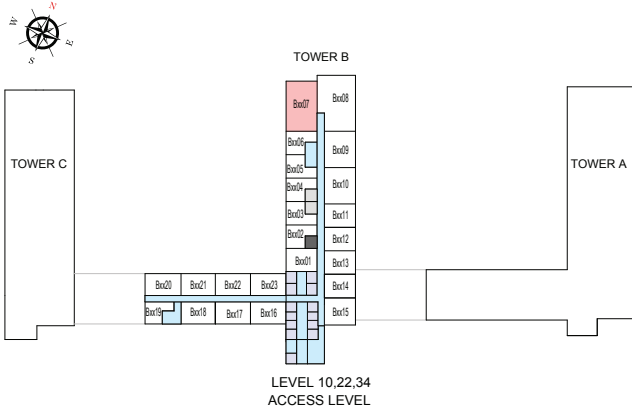 N
W
E
S
TOWER B
Bxx07
Bxx08
Bxx06
Bxx09
Bxx05
TOWER C
TOWER A
Bxx04
Bxx10
Bxx03
Bxx11
Bxx02
Bxx12
Bxx01
Bxx13
Bxx20
Bxx21
Bxx22
Bxx23
Bxx14
Bxx19
Bxx18
Bxx17
Bxx16
Bxx15
LEVEL 10,22,34
ACCESS LEVEL